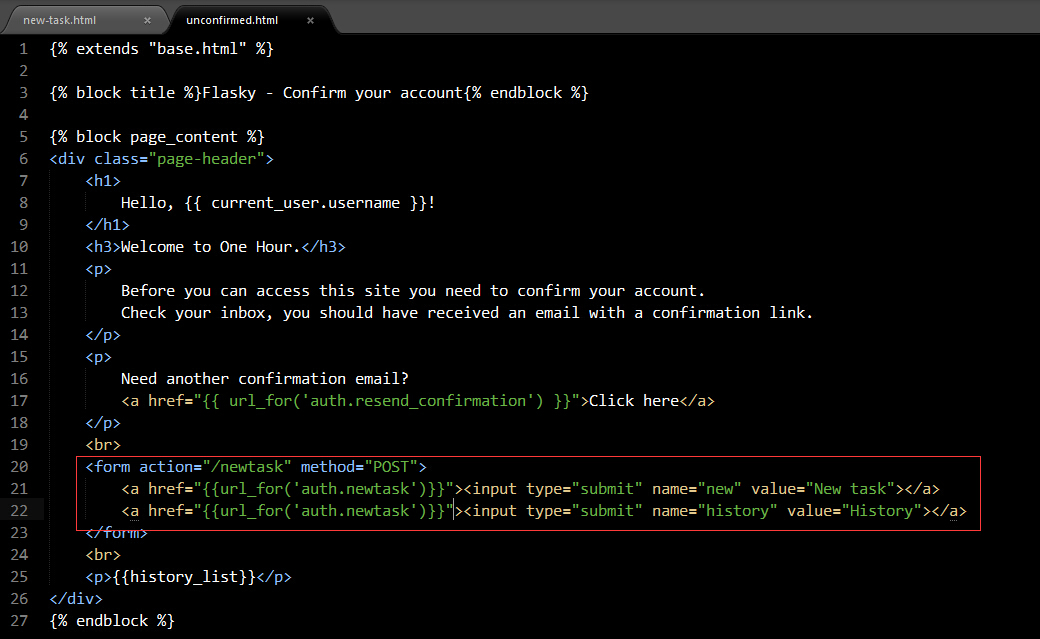 new-task.html × unconfirmed.html ×
1 {% extends "base.html" %}
2
3 {% block title %}Flasky - Confirm your account{% endblock %}
4
5 {% block page_content %}
6 <div class="page-header">
7 <h1>
8 Hello, {{ current_user.username }}!
9 </h1>
10 <h3>Welcome to One Hour.</h3>
11 <p>
12 Before you can access this site you need to confirm your account.
13 Check your inbox, you should have received an email with a confirmation link.
14 </p>
15 <p>
16 Need another confirmation email?
17 <a href="{{ url_for('auth.resend_confirmation') }}">Click here</a>
18 </p>
19 <br>
20 <form action="/newtask" method="POST">
21 <a href="{{url_for('auth.newtask')}}"><input type="submit" name="new" value="New task"></a>
22 <a href="{{url_for('auth.newtask')}}"><input type="submit" name="history" value="History"></a>
23 </form>
24 <br>
25 <p>{{history_list}}</p>
26 </div>
27 {% endblock %}